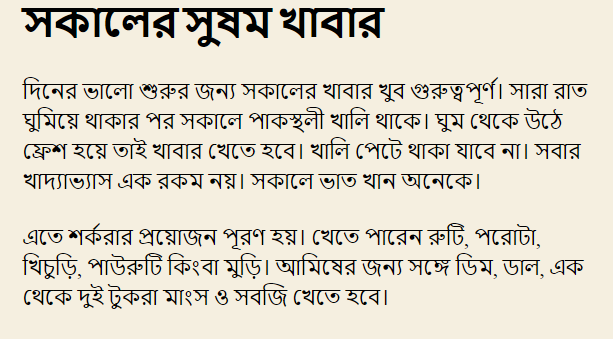 সকালের সুষম খাবার
দিনের ভালো শুরুর জন্য সকালের খাবার খুব গুরুত্বপূর্ণ। সারা রাত
ঘুমিয়ে থাকার পর সকালে পাকস্থলী খালি থাকে। ঘুম থেকে উঠে
ফ্রেশ হয়ে তাই খাবার খেতে হবে। খালি পেটে থাকা যাবে না। সবার
খাদ্যাভ্যাস এক রকম নয়। সকালে ভাত খান অনেকে।
এতে শর্করার প্রয়োজন পূরণ হয়। খেতে পারেন রুটি, পরোটা,
খিচুড়ি, পাউরুটি কিংবা মুড়ি। আমিষের জন্য সঙ্গে ডিম, ডাল, এক
থেকে দুই টুকরা মাংস ও সবজি খেতে হবে।